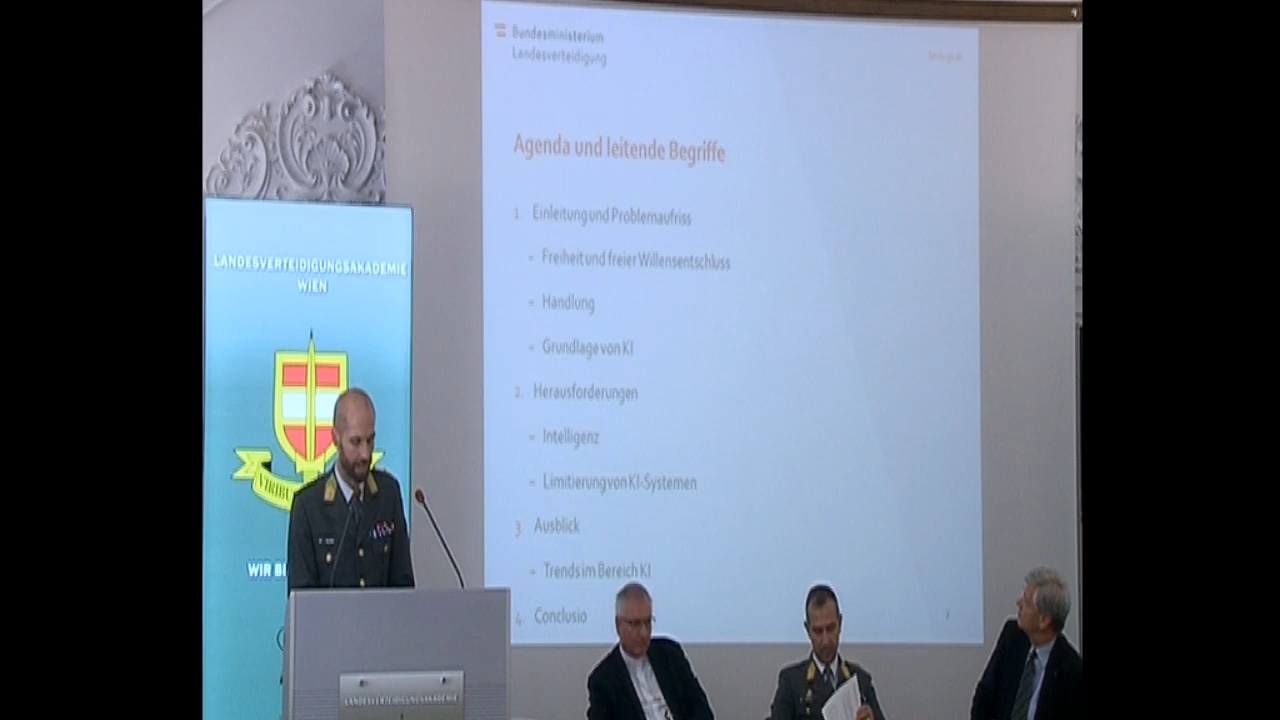 Bundesministerium
Landesverteidigung
Agenda und leitende Begriffe
1. Einleitung und Problemaufriss
- Freiheit und freier Willensentschluss
- Handlung
- Grundlage von KI
2. Herausforderungen
- Intelligenz
- Limitierung von KI-Systemen
3. Ausblick
- Trends im Bereich KI
4. Conclusio
LANDESVERTEIDIGUNGSAKADEMIE
WIEN
VIRIBU
WIR BI
LANDESVERTEIDIGUNGSAKADEMIE